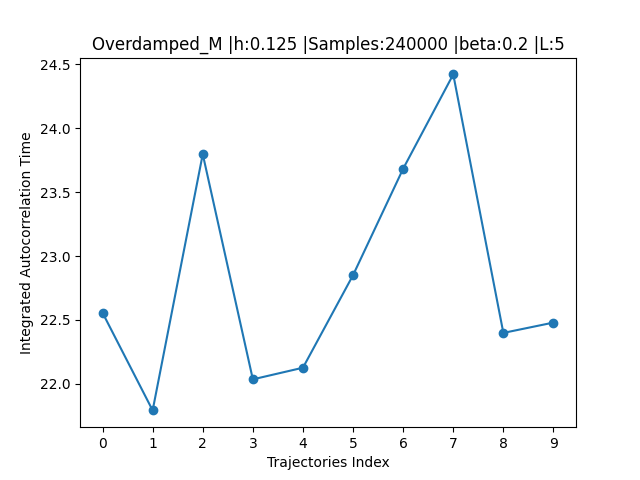 Overdamped_M |h:0.125 |Samples:240000 |beta:0.2 |L:5
24.5
24.0
23.5
23.0
22.5
22.0
Integrated Autocorrelation Time
0 1 2 3 4 5 6 7 8 9
Trajectories Index